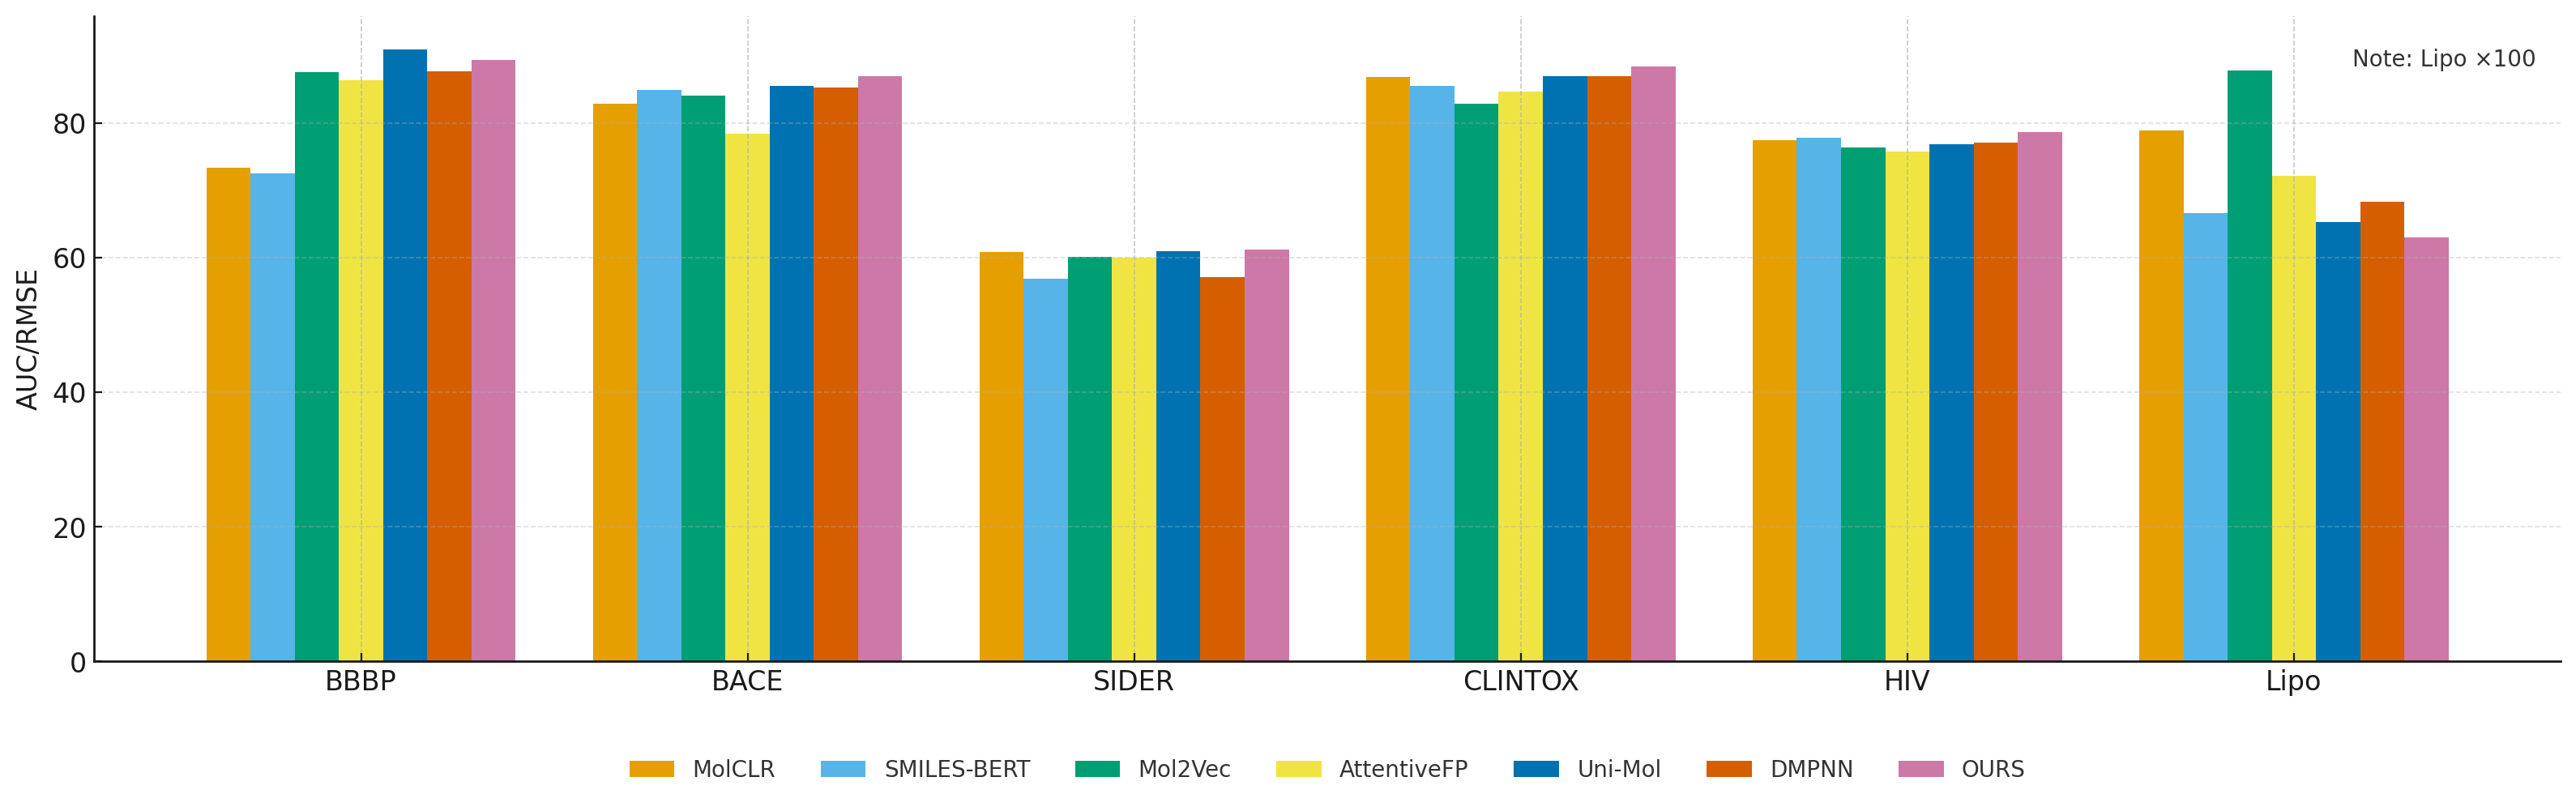 Note: Lipo ×100
AUC/RMSE
80
60
40
20
0
BBBP BACE SIDER CLINTOX HIV Lipo
MolCLR SMILES-BERT Mol2Vec AttentiveFP Uni-Mol DMPNN OURS